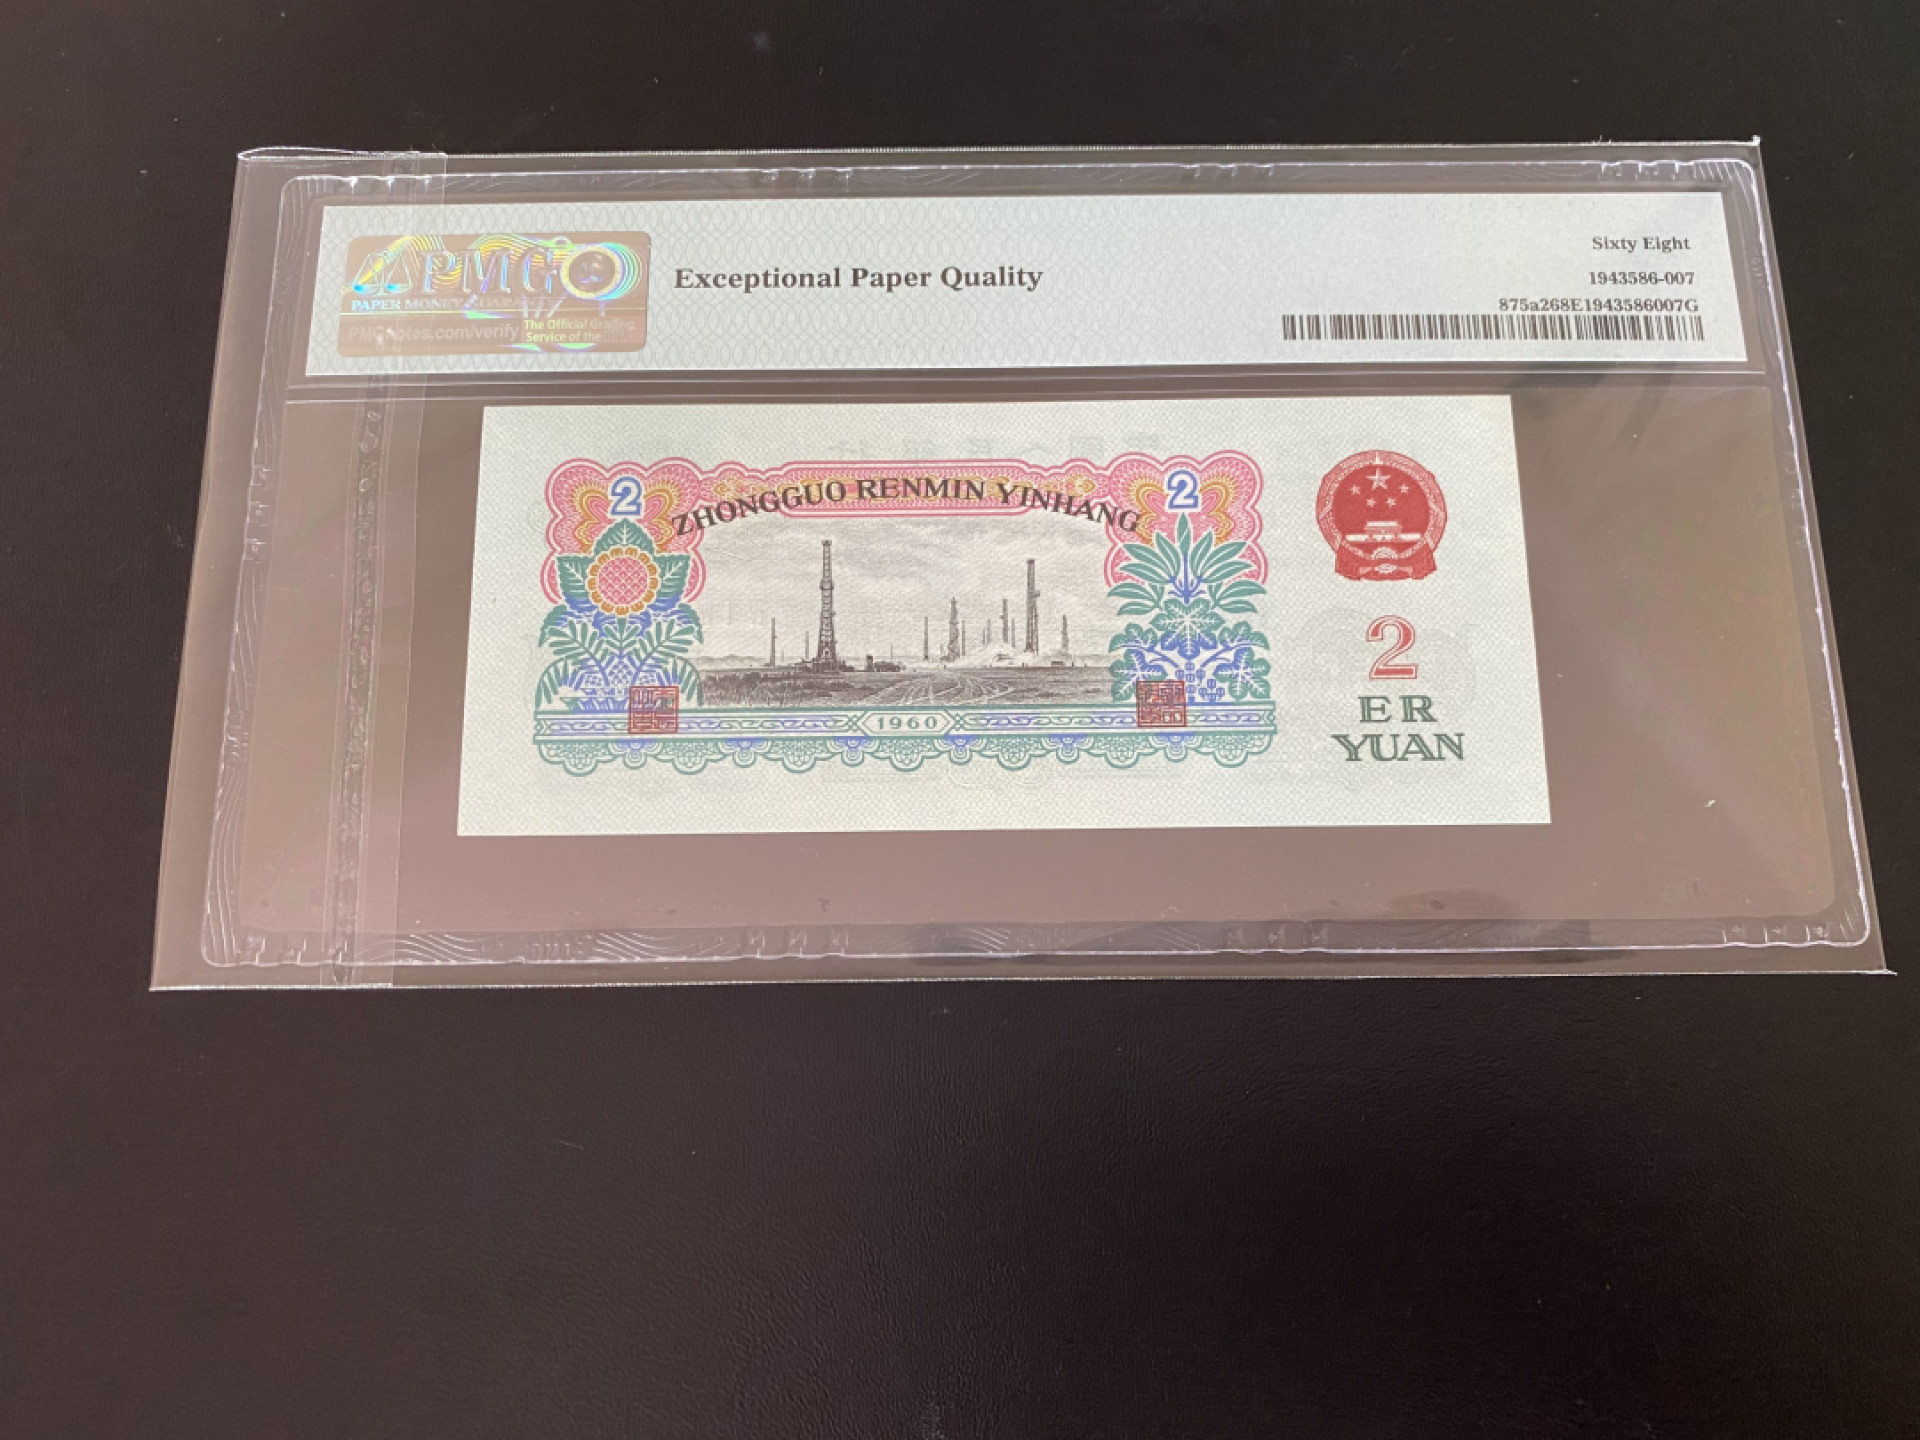 PMG
PAPER MONEY GUARANTY
PMGnotes.com/verify
The Official Grading
Service of the
Exceptional Paper Quality
Sixty Eight
1943586-007
875a268E1943586007G
2
ZHONGGUO RENMIN YINHANG
2
1960
2
ER
YUAN